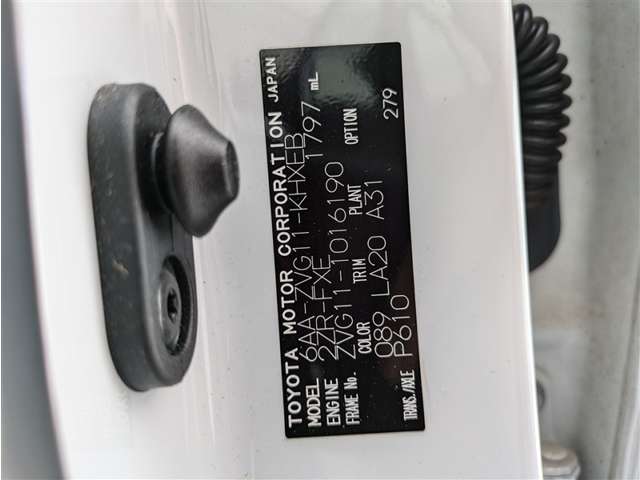 TOYOTA MOTOR CORPORATION JAPAN
MODEL 6AA-ZVG11-KHXEB
ENGINE 2ZR-FXE 1797 mL
FRAME No. ZVG11-1016190
COLOR TRIM PLANT OPTION
089 LA20 A31 279
TRANS./AXLE P610